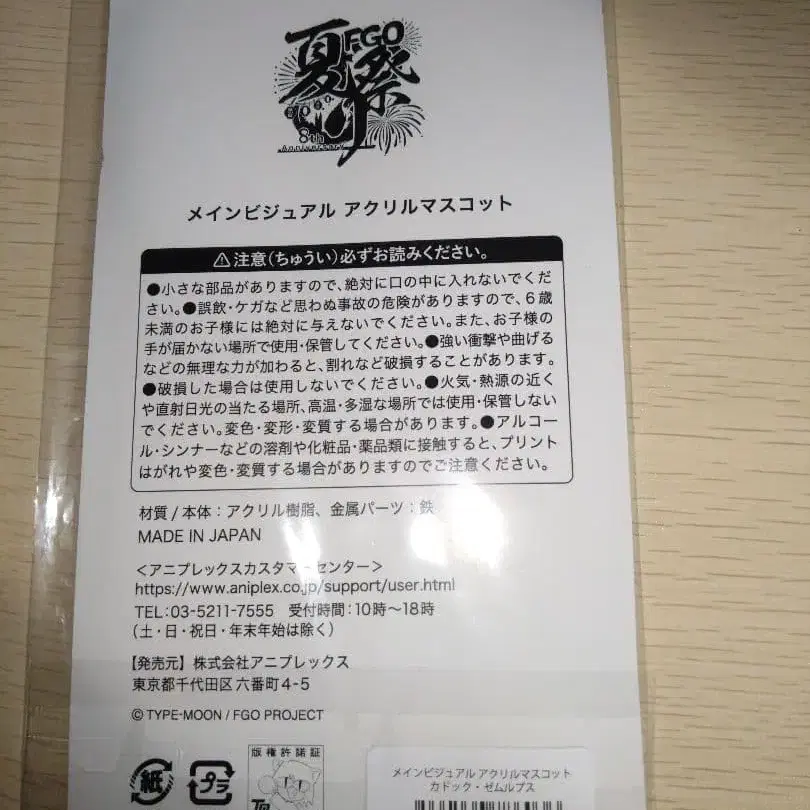 FGO
夏祭り
8th
Anniversary
メインビジュアル アクリルマスコット
注意(ちゅうい)必ずお読みください。
●小さな部品がありますので、絶対に口の中に入れないでくだ
さい。●誤飲・ケガなど思わぬ事故の危険がありますので、6歳
未満のお子様には絶対に与えないでください。また、お子様の
手が届かない場所で使用・保管してください。●強い衝撃や曲げる
などの無理な力が加わると、割れなど破損することがあります。
●破損した場合は使用しないでください。●火気・熱源の近く
や直射日光の当たる場所、高温・多湿な場所では使用・保管しない
でください。変色・変形・変質する場合があります。●アルコー
ル・シンナーなどの溶剤や化粧品・薬品類に接触すると、プリント
はがれや変色・変質する場合がありますのでご注意ください。
材質/本体:アクリル樹脂、金属パーツ:鉄
MADE IN JAPAN
<アニプレックスカスタマーセンター>
https://www.aniplex.co.jp/support/user.html
TEL:03-5211-7555 受付時間:10時~18時
(土・日・祝日・年末年始は除く)
【発売元】株式会社アニプレックス
東京都千代田区六番町4-5
© TYPE-MOON / FGO PROJECT
紙
プラ
版権許諾証
メインビジュアル アクリルマスコット
カドック・ゼムルプス